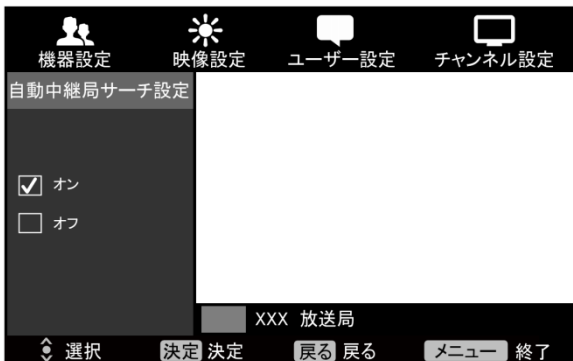 機器設定 映像設定 ユーザー設定 チャンネル設定
自動中継局サーチ設定
オン
オフ
XXX 放送局
選択 決定 決定 戻る 戻る メニュー 終了